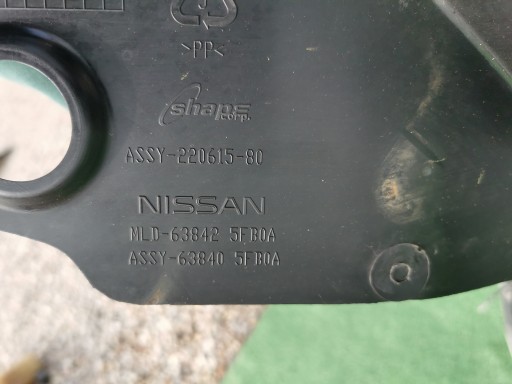 >PP<
shape
corp.
ASSY-220615-80
NISSAN
MLD-63842 5FB0A
ASSY-63840 5FB0A